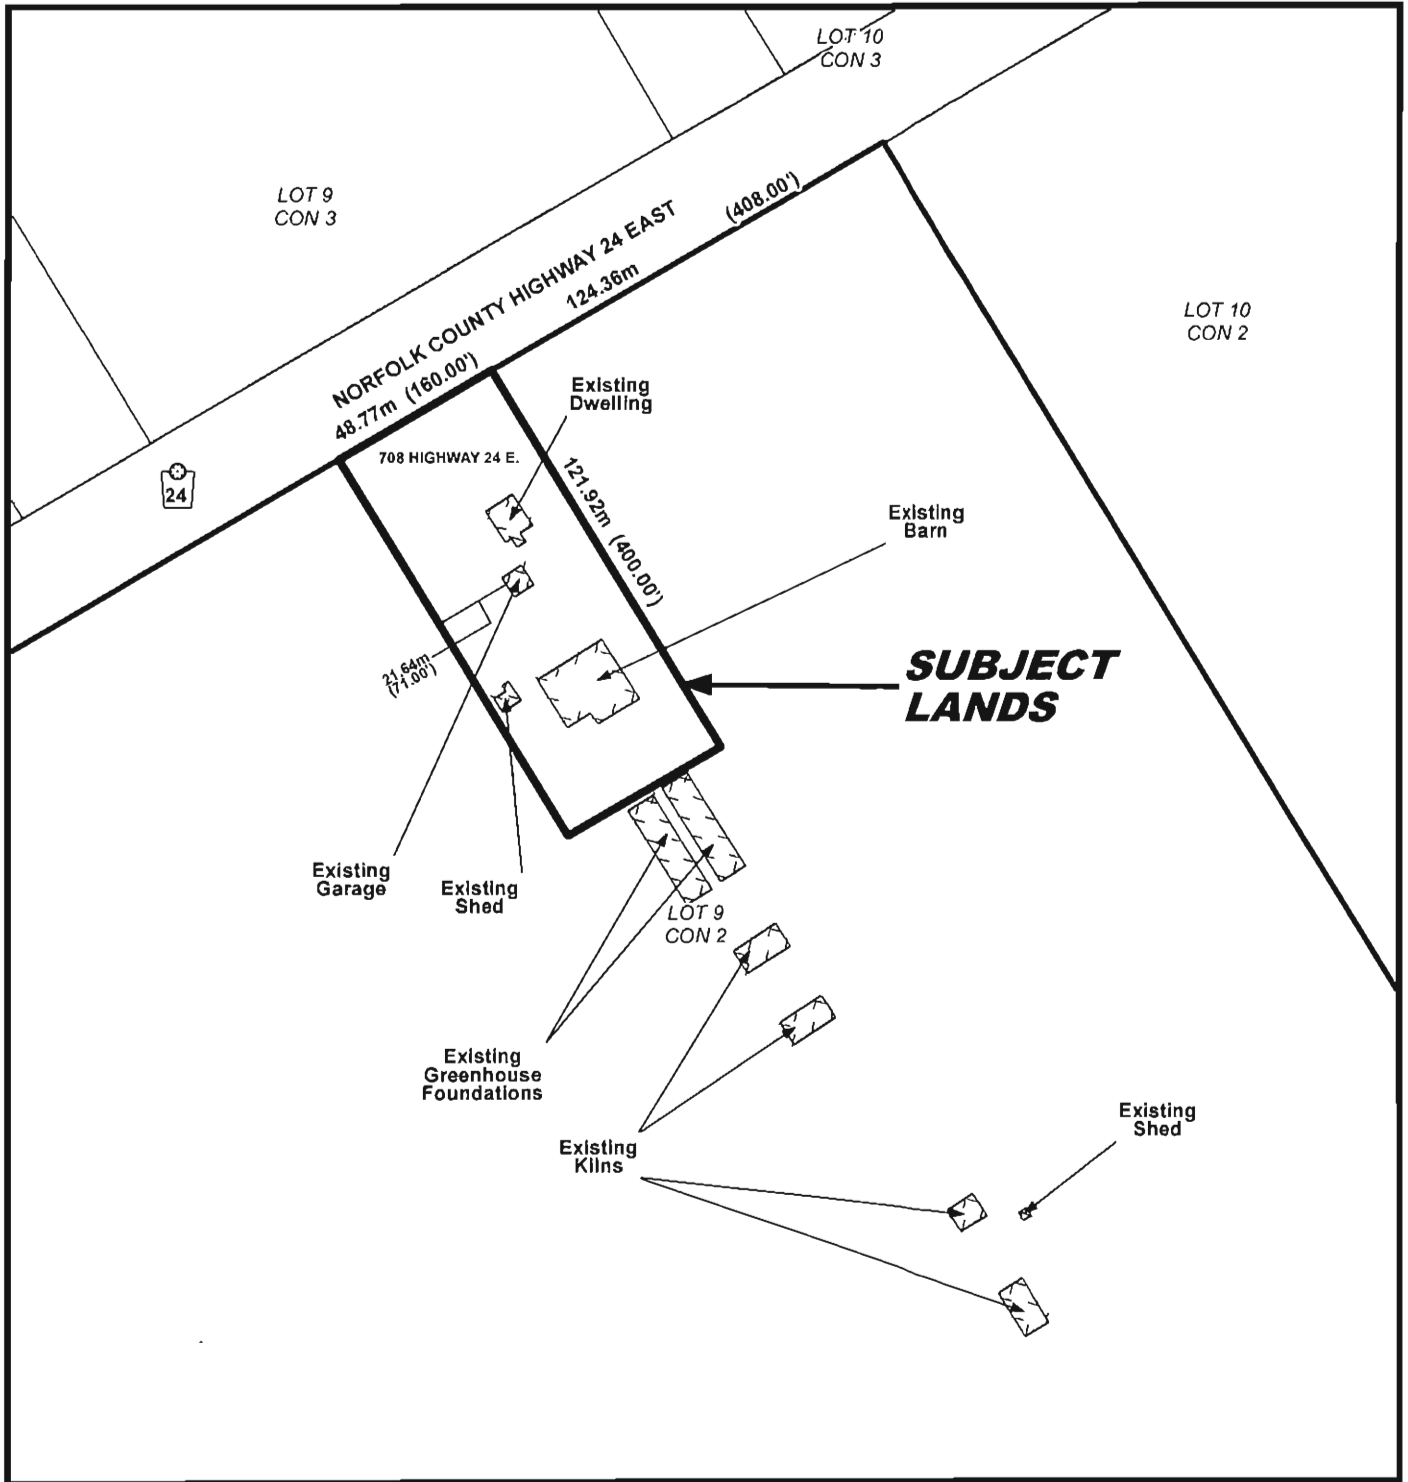 LOT 10
CON 3
LOT 9
CON 3
NORFOLK COUNTY HIGHWAY 24 EAST
(408.00')
124.36m
48.77m (160.00')
LOT 10
CON 2
Existing
Dwelling
708 HIGHWAY 24 E.
24
121.92m (400.00')
Existing
Barn
SUBJECT
LANDS
21.64m
(71.00')
Existing
Garage
Existing
Shed
LOT 9
CON 2
Existing
Greenhouse
Foundations
Existing
Kilns
Existing
Shed